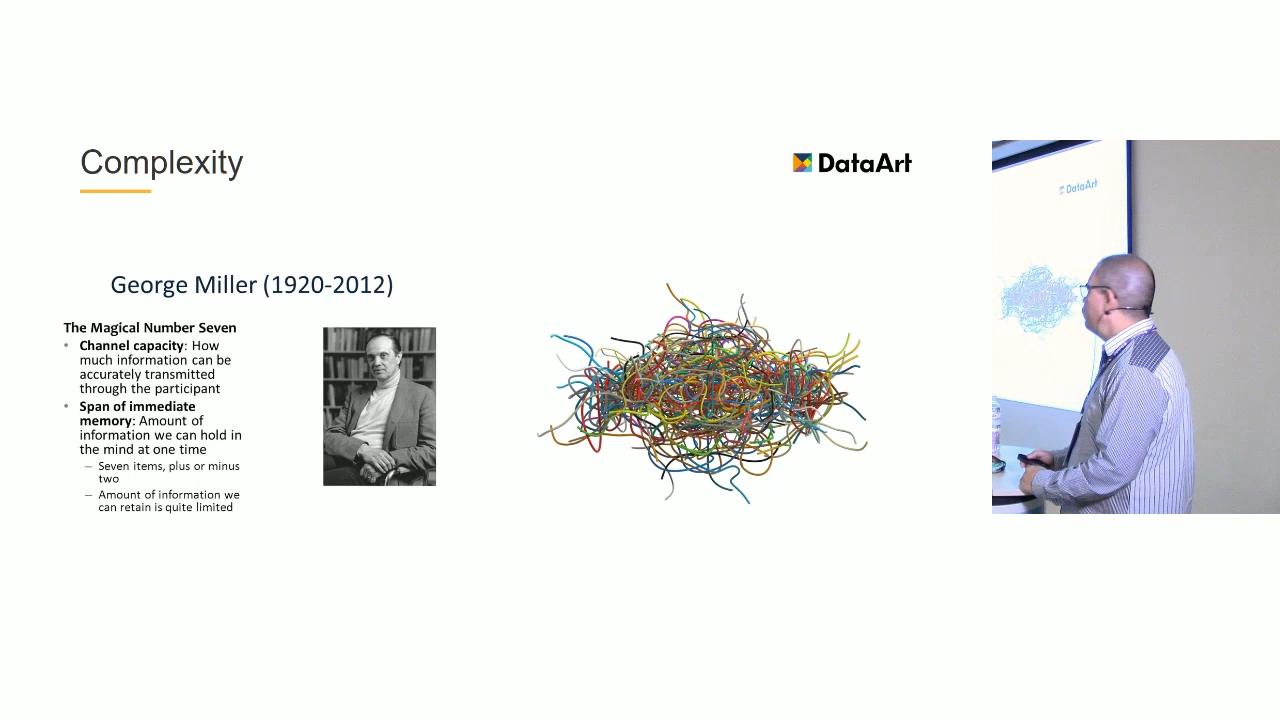 Complexity
DataArt
George Miller (1920-2012)
The Magical Number Seven
• Channel capacity: How
much information can be
accurately transmitted
through the participant
• Span of immediate
memory: Amount of
information we can hold in
the mind at one time
– Seven items, plus or minus
two
– Amount of information we
can retain is quite limited
DataArt